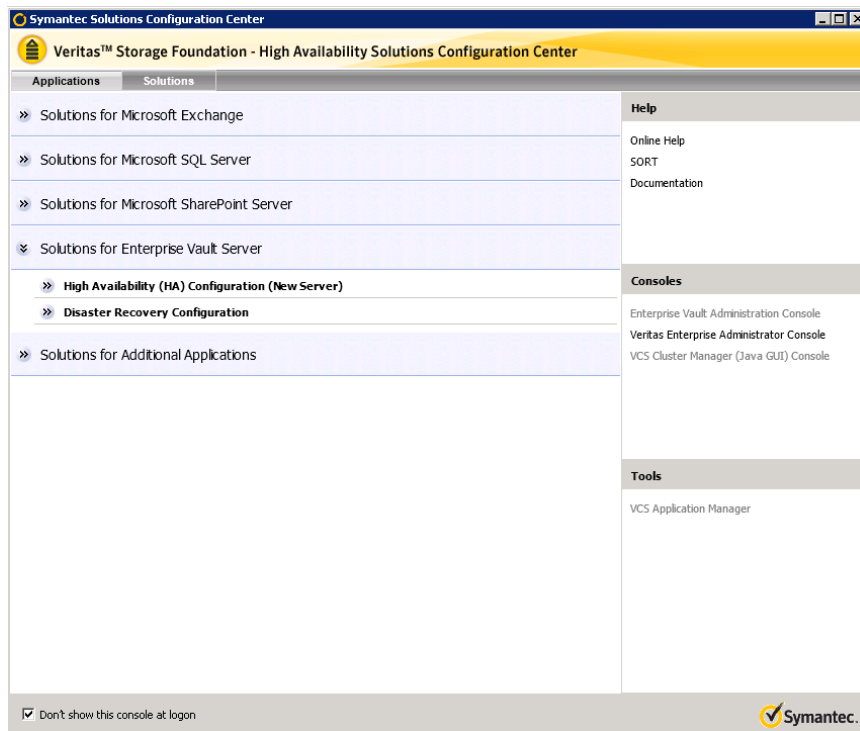 Symantec Solutions Configuration Center
Veritas™ Storage Foundation - High Availability Solutions Configuration Center
Applications Solutions
Solutions for Microsoft Exchange
Solutions for Microsoft SQL Server
Solutions for Microsoft SharePoint Server
Solutions for Enterprise Vault Server
High Availability (HA) Configuration (New Server)
Disaster Recovery Configuration
Solutions for Additional Applications
Help
Online Help
SORT
Documentation
Consoles
Enterprise Vault Administration Console
Veritas Enterprise Administrator Console
VCS Cluster Manager (Java GUI) Console
Tools
VCS Application Manager
Don't show this console at logon
Symantec.